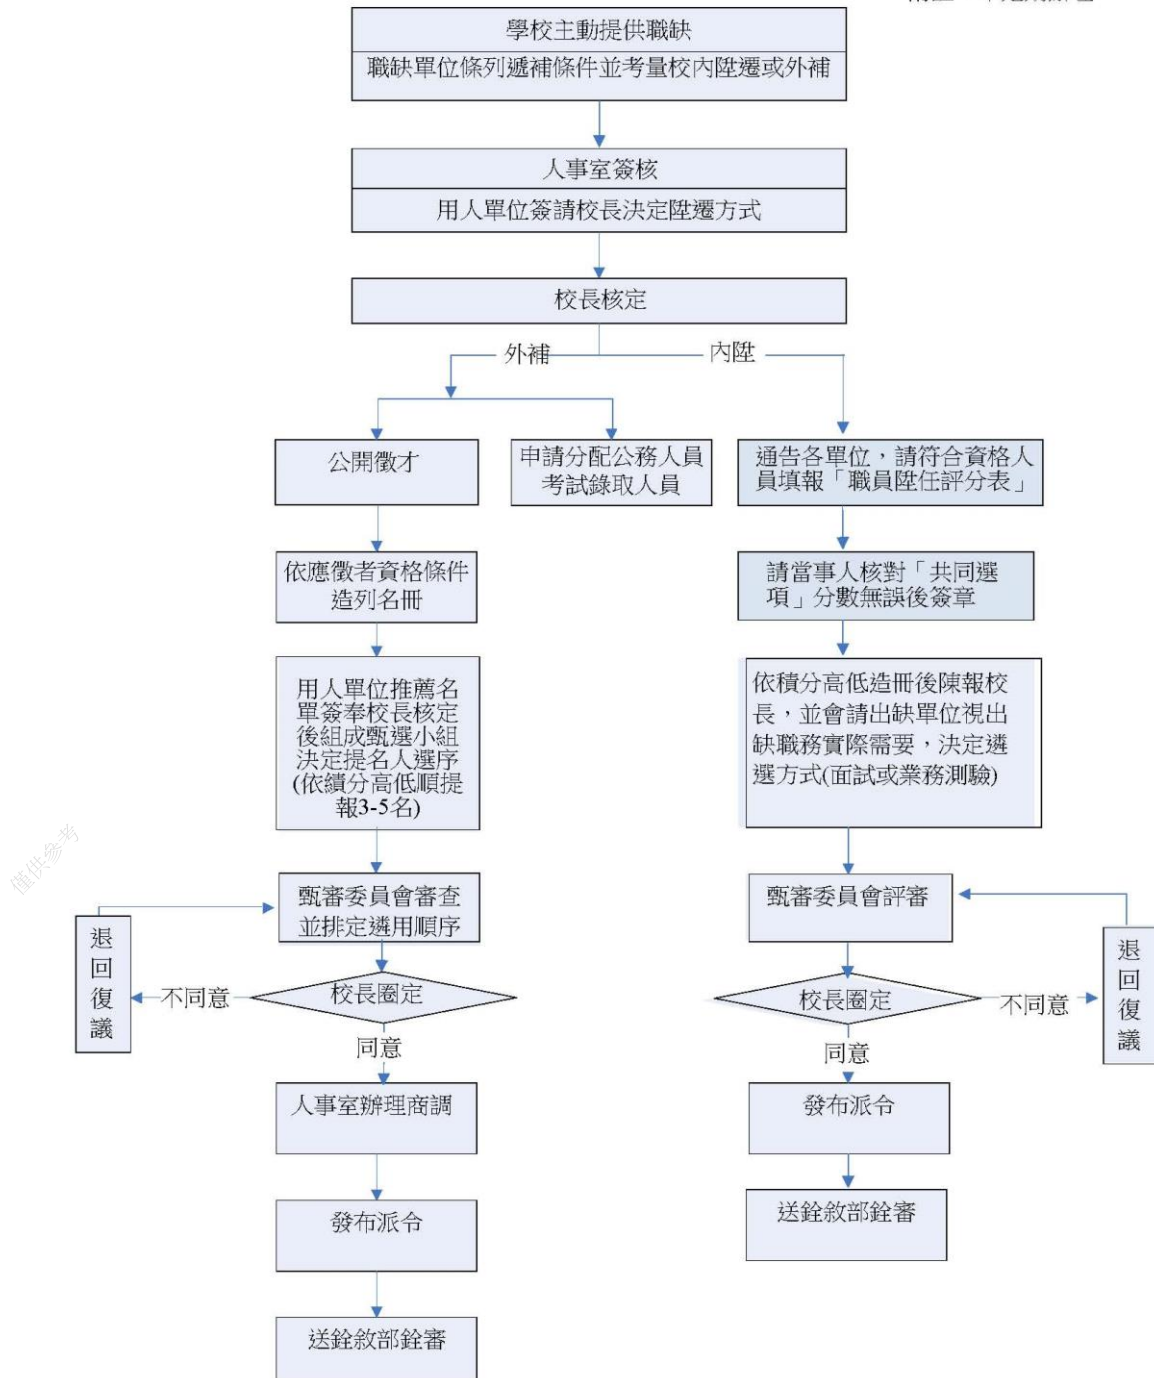 學校主動提供職缺
職缺單位條列遞補條件並考量校內陞遷或外補
人事室簽核
用人單位簽請校長決定陞遷方式
校長核定
外補
內陞
公開徵才
申請分配公務人員
考試錄取人員
通告各單位，請符合資格人
員填報「職員陞任評分表」
依應徵者資格條件
造列名冊
請當事人核對「共同選
項」分數無誤後簽章
用人單位推薦名
單簽奉校長核定
後組成甄選小組
決定提名人選序
(依績分高低順提
報3-5名)
依積分高低造冊後陳報校
長，並會請出缺單位視出
缺職務實際需要，決定遴
選方式(面試或業務測驗)
甄審委員會審查
並排定遴用順序
甄審委員會評審
退
回
復
議
不同意
校長圈定
同意
校長圈定
不同意
同意
退
回
復
議
人事室辦理商調
發布派令
發布派令
送銓敘部銓審
送銓敘部銓審
僅供參考